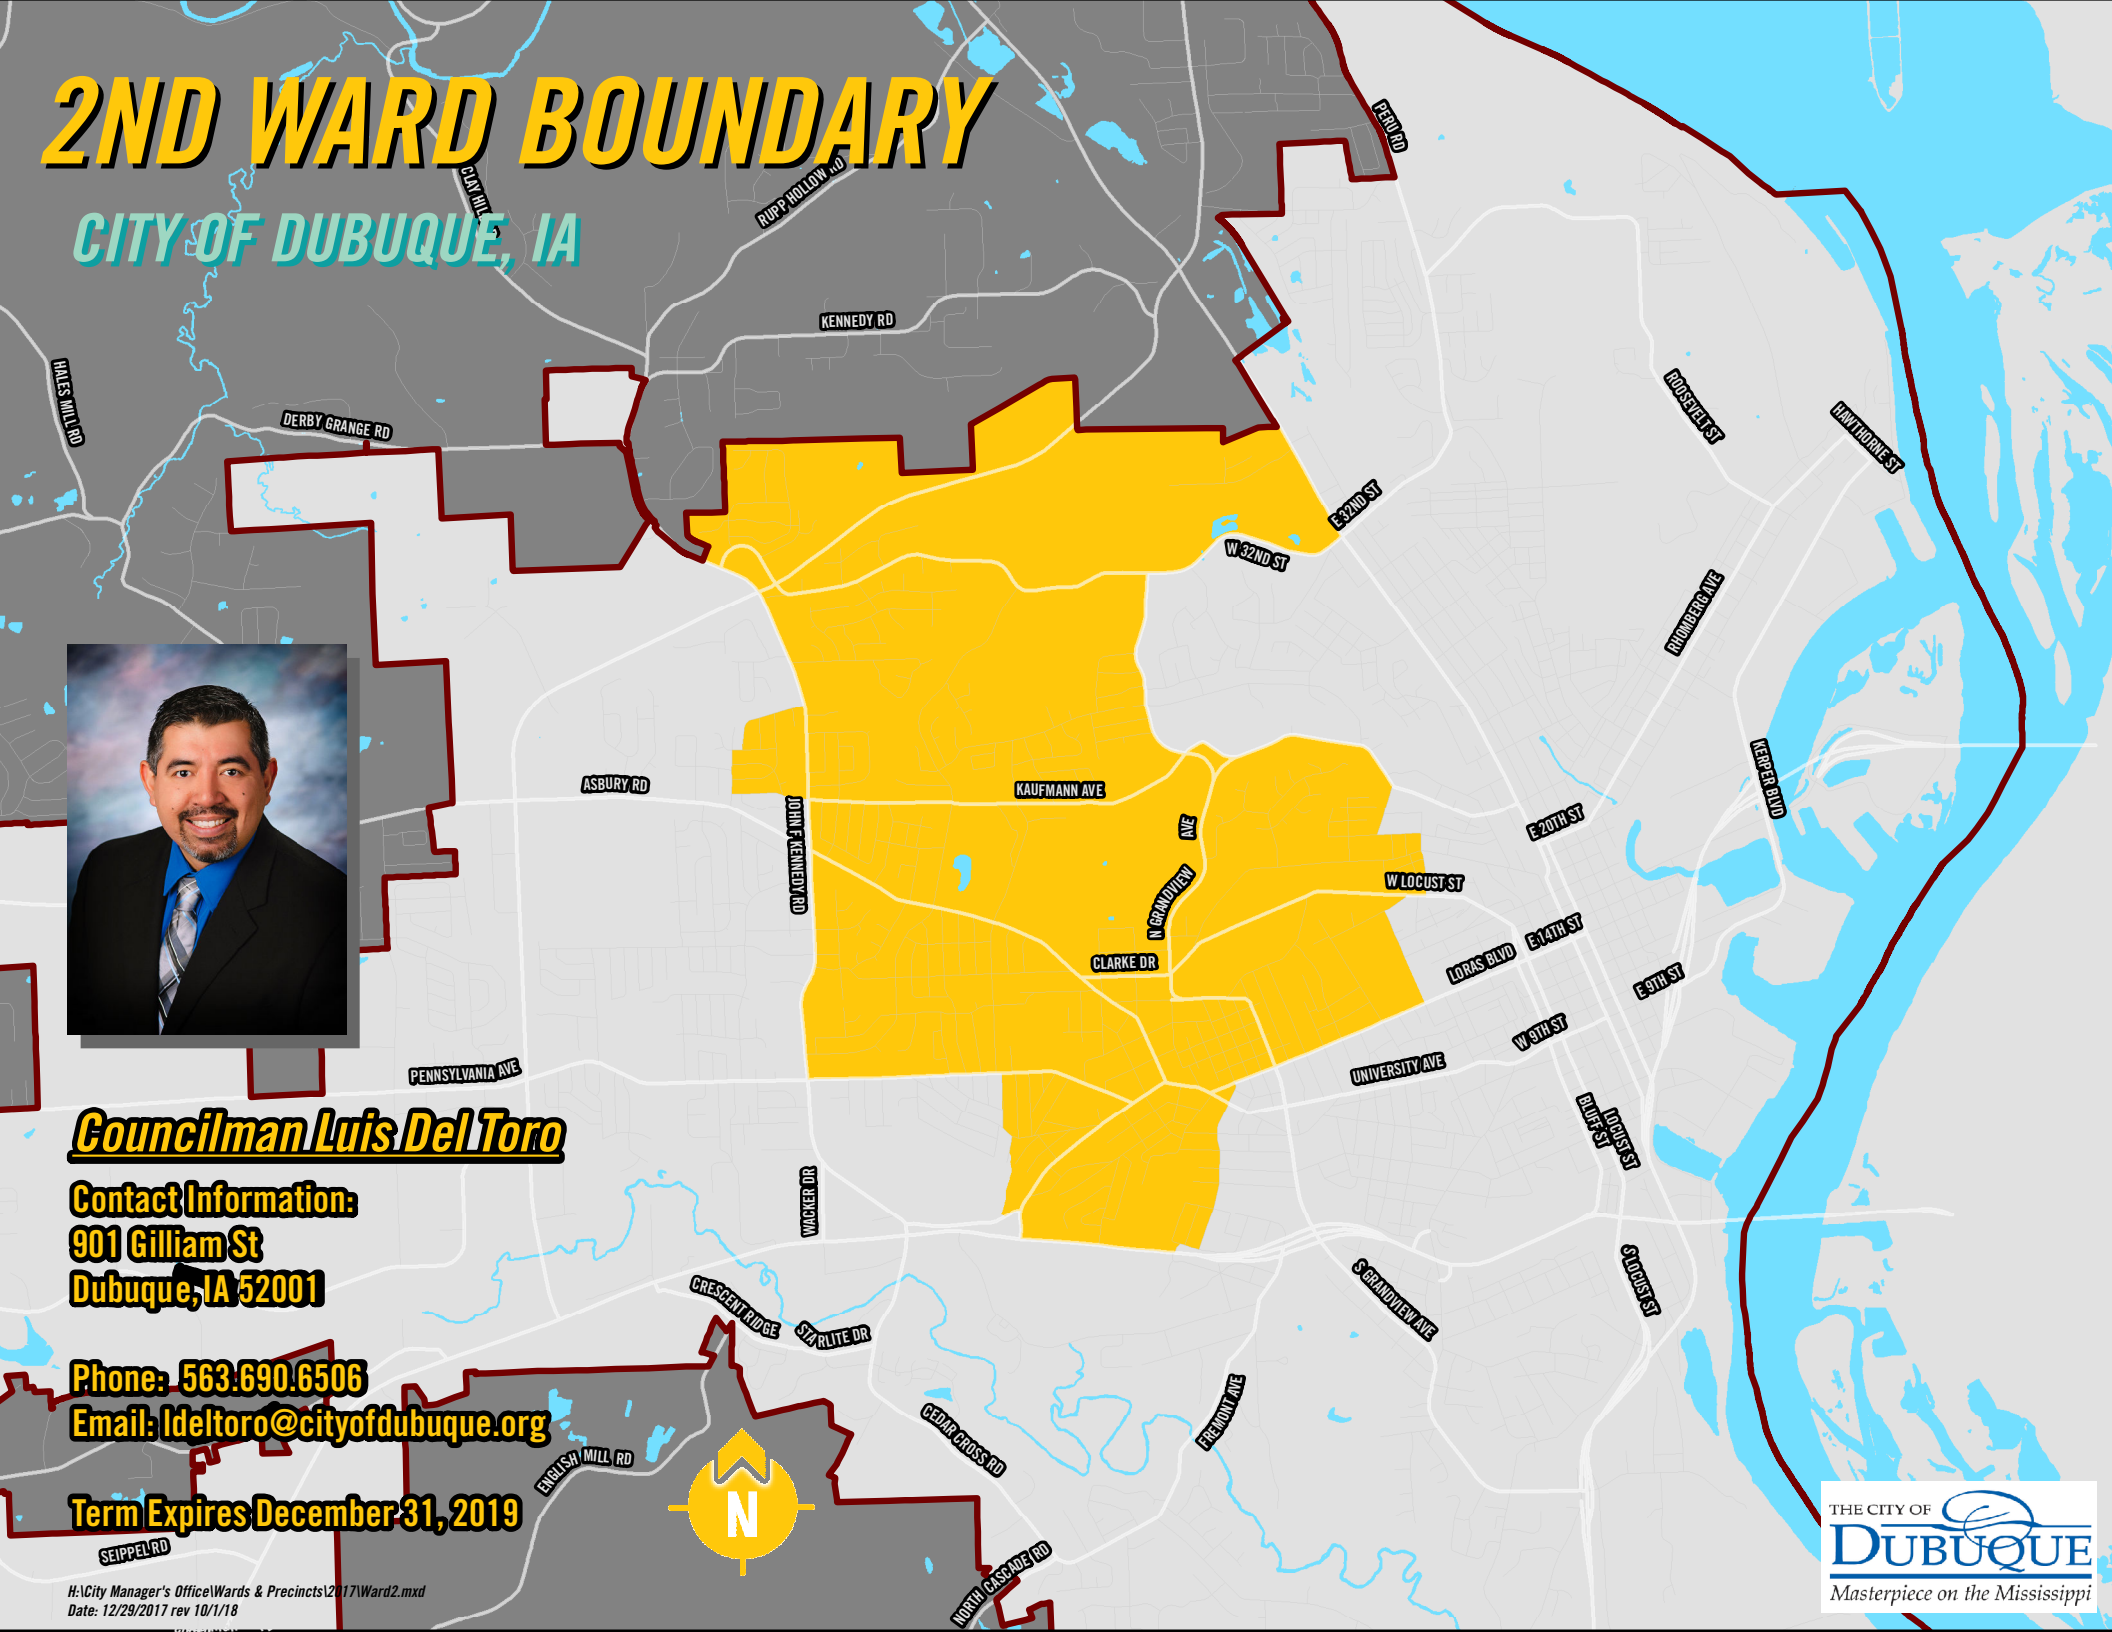 2ND WARD BOUNDARY
CITY OF DUBUQUE, IA
PERU RD
RUPP HOLLOW RD
KENNEDY RD
HALES MILL RD
DERBY GRANGE RD
ROOSEVELT ST
HAWTHORNE ST
E 32ND ST
W 32ND ST
RHOMBERG AVE
KERPER BLVD
ASBURY RD
KAUFMANN AVE
JOHN F KENNEDY RD
N GRANDVIEW AVE
E 20TH ST
W LOCUST ST
CLARKE DR
LORAS BLVD
E 14TH ST
E 9TH ST
W 9TH ST
UNIVERSITY AVE
PENNSYLVANIA AVE
BLUFF ST
LOCUST ST
Councilman Luis Del Toro
Contact Information:
901 Gilliam St
Dubuque, IA 52001
Phone: 563.690.6506
Email: ldeltoro@cityofdubuque.org
Term Expires December 31, 2019
WACKER DR
CRESCENT RIDGE
STARLITE DR
S GRANDVIEW AVE
S LOCUST ST
FREMONT AVE
CEDAR CROSS RD
ENGLISH MILL RD
NORTH CASCADE RD
SEIPPEL RD
N
H:\City Manager's Office\Wards & Precincts\2017\Ward2.mxd
Date: 12/29/2017 rev 10/1/18
THE CITY OF
DUBUQUE
Masterpiece on the Mississippi